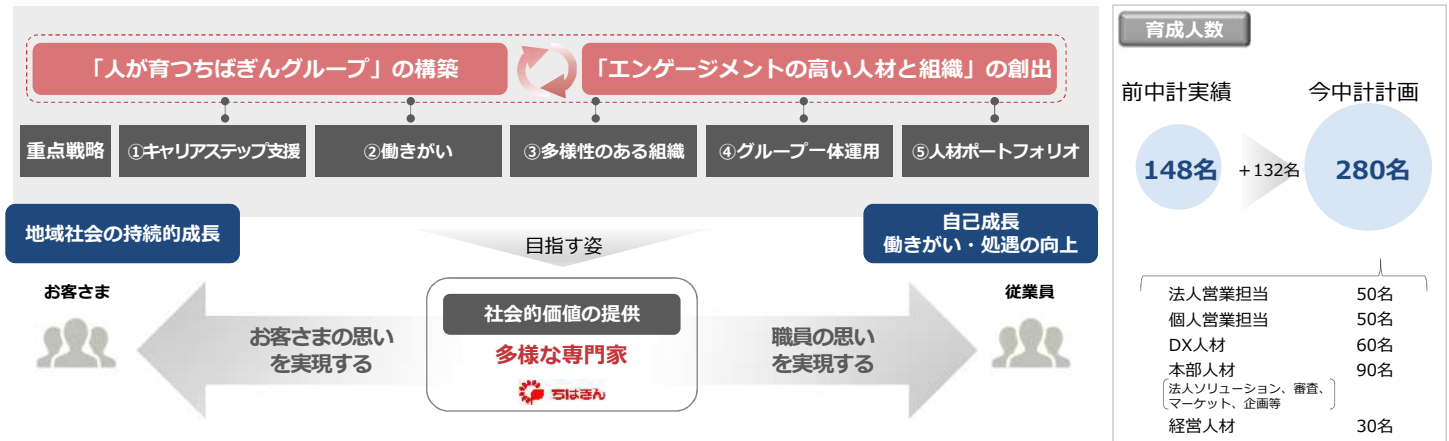 「人が育つちばぎんグループ」の構築
「エンゲージメントの高い人材と組織」の創出
重点戦略
①キャリアステップ支援
②働きがい
③多様性のある組織
④グループ一体運用
⑤人材ポートフォリオ
地域社会の持続的成長
目指す姿
自己成長
働きがい・処遇の向上
お客さま
お客さまの思い
を実現する
社会的価値の提供
多様な専門家
ちばぎん
職員の思い
を実現する
従業員
育成人数
前中計実績
今中計計画
148名
+132名
280名
法人営業担当 50名
個人営業担当 50名
DX人材 60名
本部人材 90名
法人ソリューション、審査、
マーケット、企画等
経営人材 30名